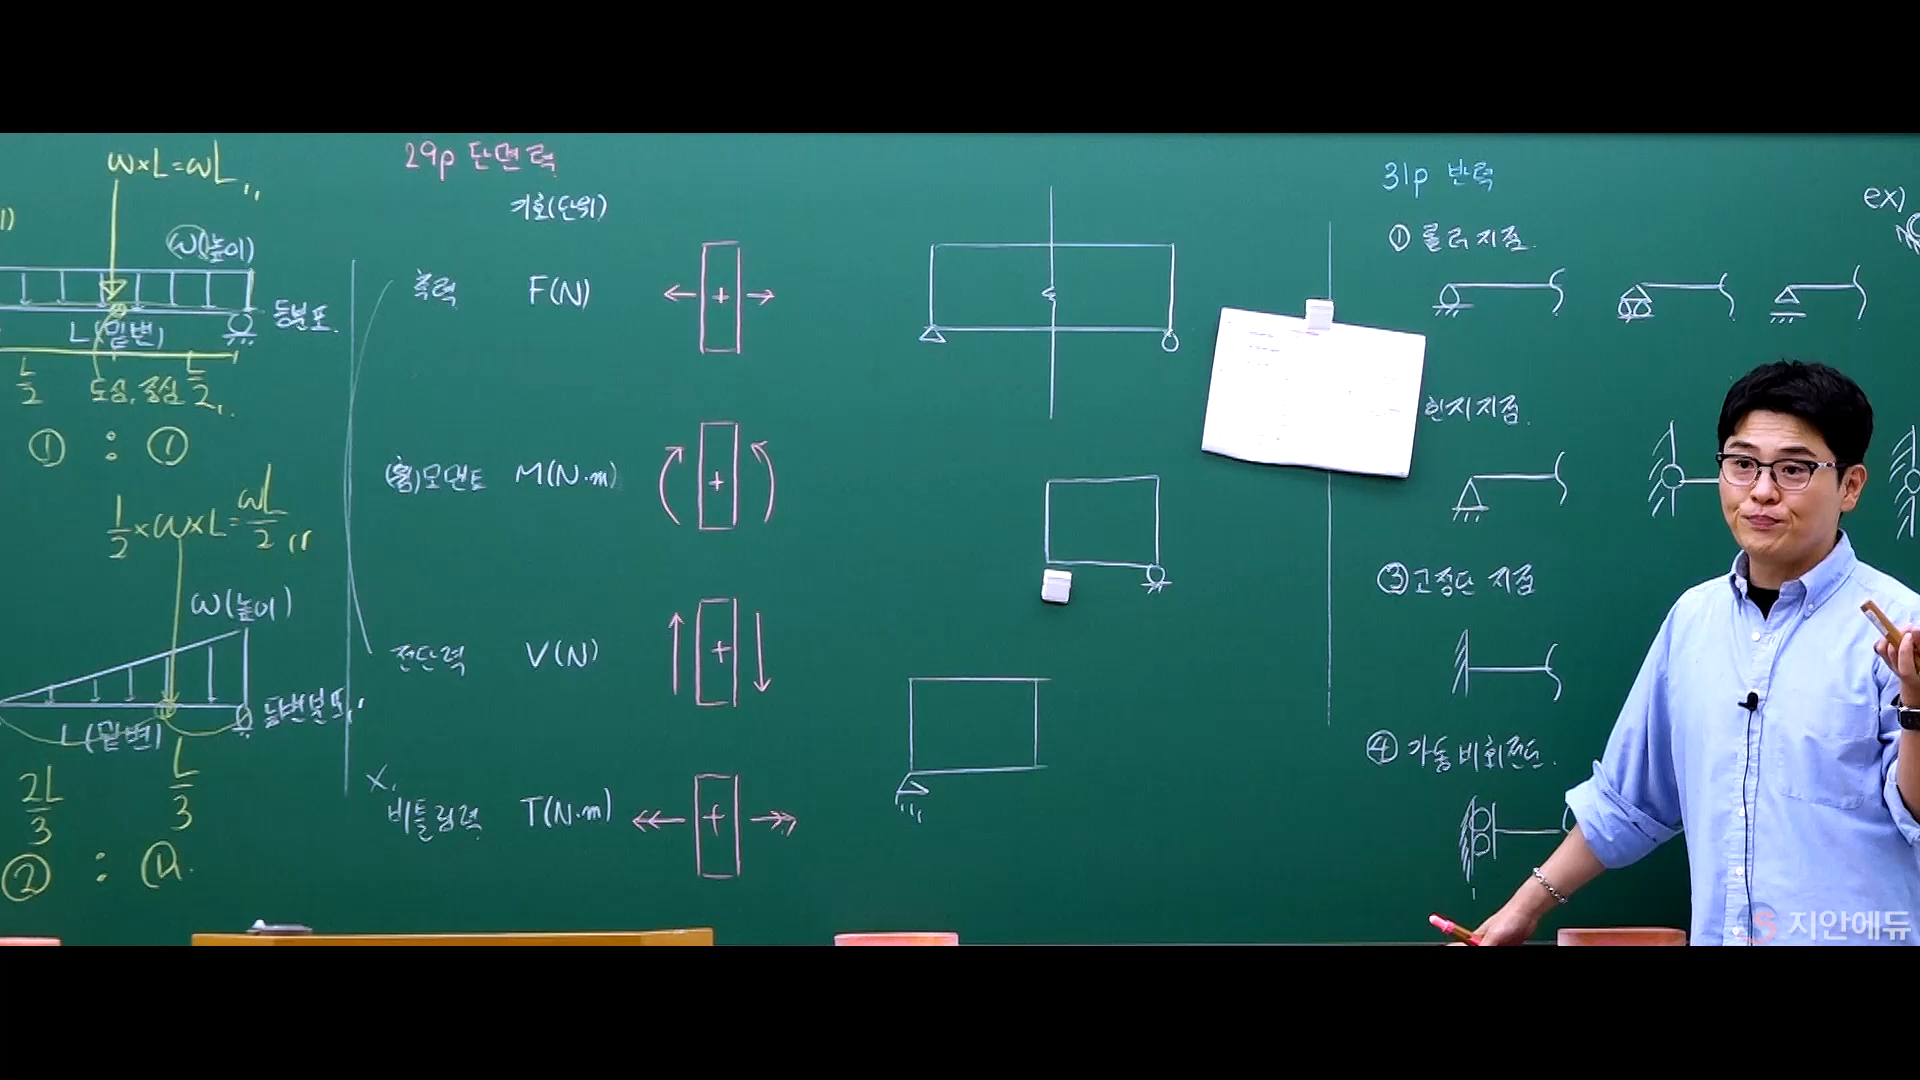 w×L=wL
w(높이)
등분포
L(밑변)
L/2
도심, 중심
L/2
① : ①
1/2×w×L=wL/2
w(높이)
L(밑변)
2L/3
L/3
② : ①
29p 단면력
기호(단위)
축력 F(N)
+
(휨)모멘트 M(N·m)
+
전단력 V(N)
+
X
비틀림력 T(N·m)
+
31p 반력
① 롤러지점
힌지지점
③ 고정단 지점
④ 가동비회전단
ex)
지안에듀